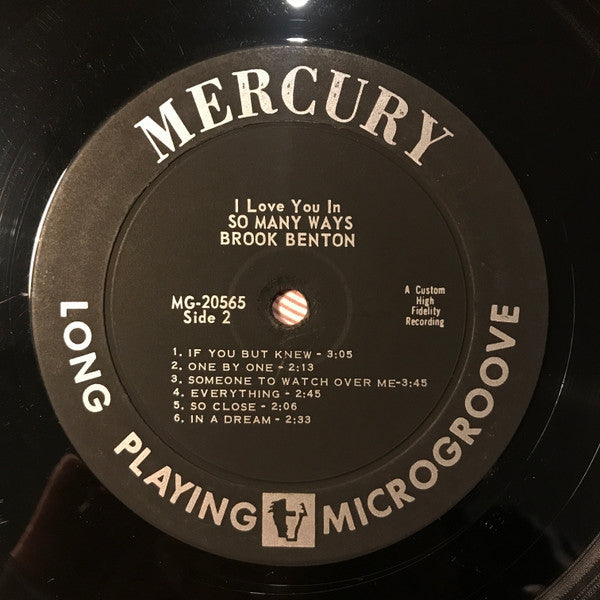 MERCURY
I Love You In
SO MANY WAYS
BROOK BENTON
MG-20565
Side 2
A Custom
High
Fidelity
Recording
1. IF YOU BUT KNEW - 3:05
2. ONE BY ONE - 2:13
3. SOMEONE TO WATCH OVER ME-3:45
4. EVERYTHING - 2:45
5. SO CLOSE - 2:06
6. IN A DREAM - 2:33
LONG PLAYING MICROGROOVE